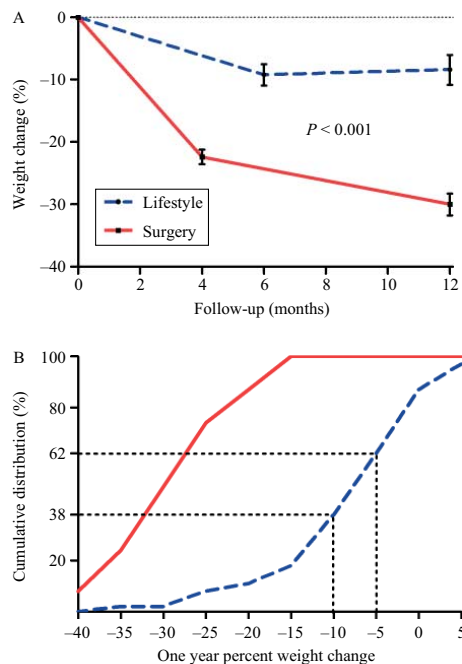 A
0
–10
–20
–30
–40
Weight change (%)
P < 0.001
Lifestyle
Surgery
0 2 4 6 8 10 12
Follow-up (months)
B
100
80
62
38
20
Cumulative distribution (%)
–40 –35 –30 –25 –20 –15 –10 –5 0 5
One year percent weight change